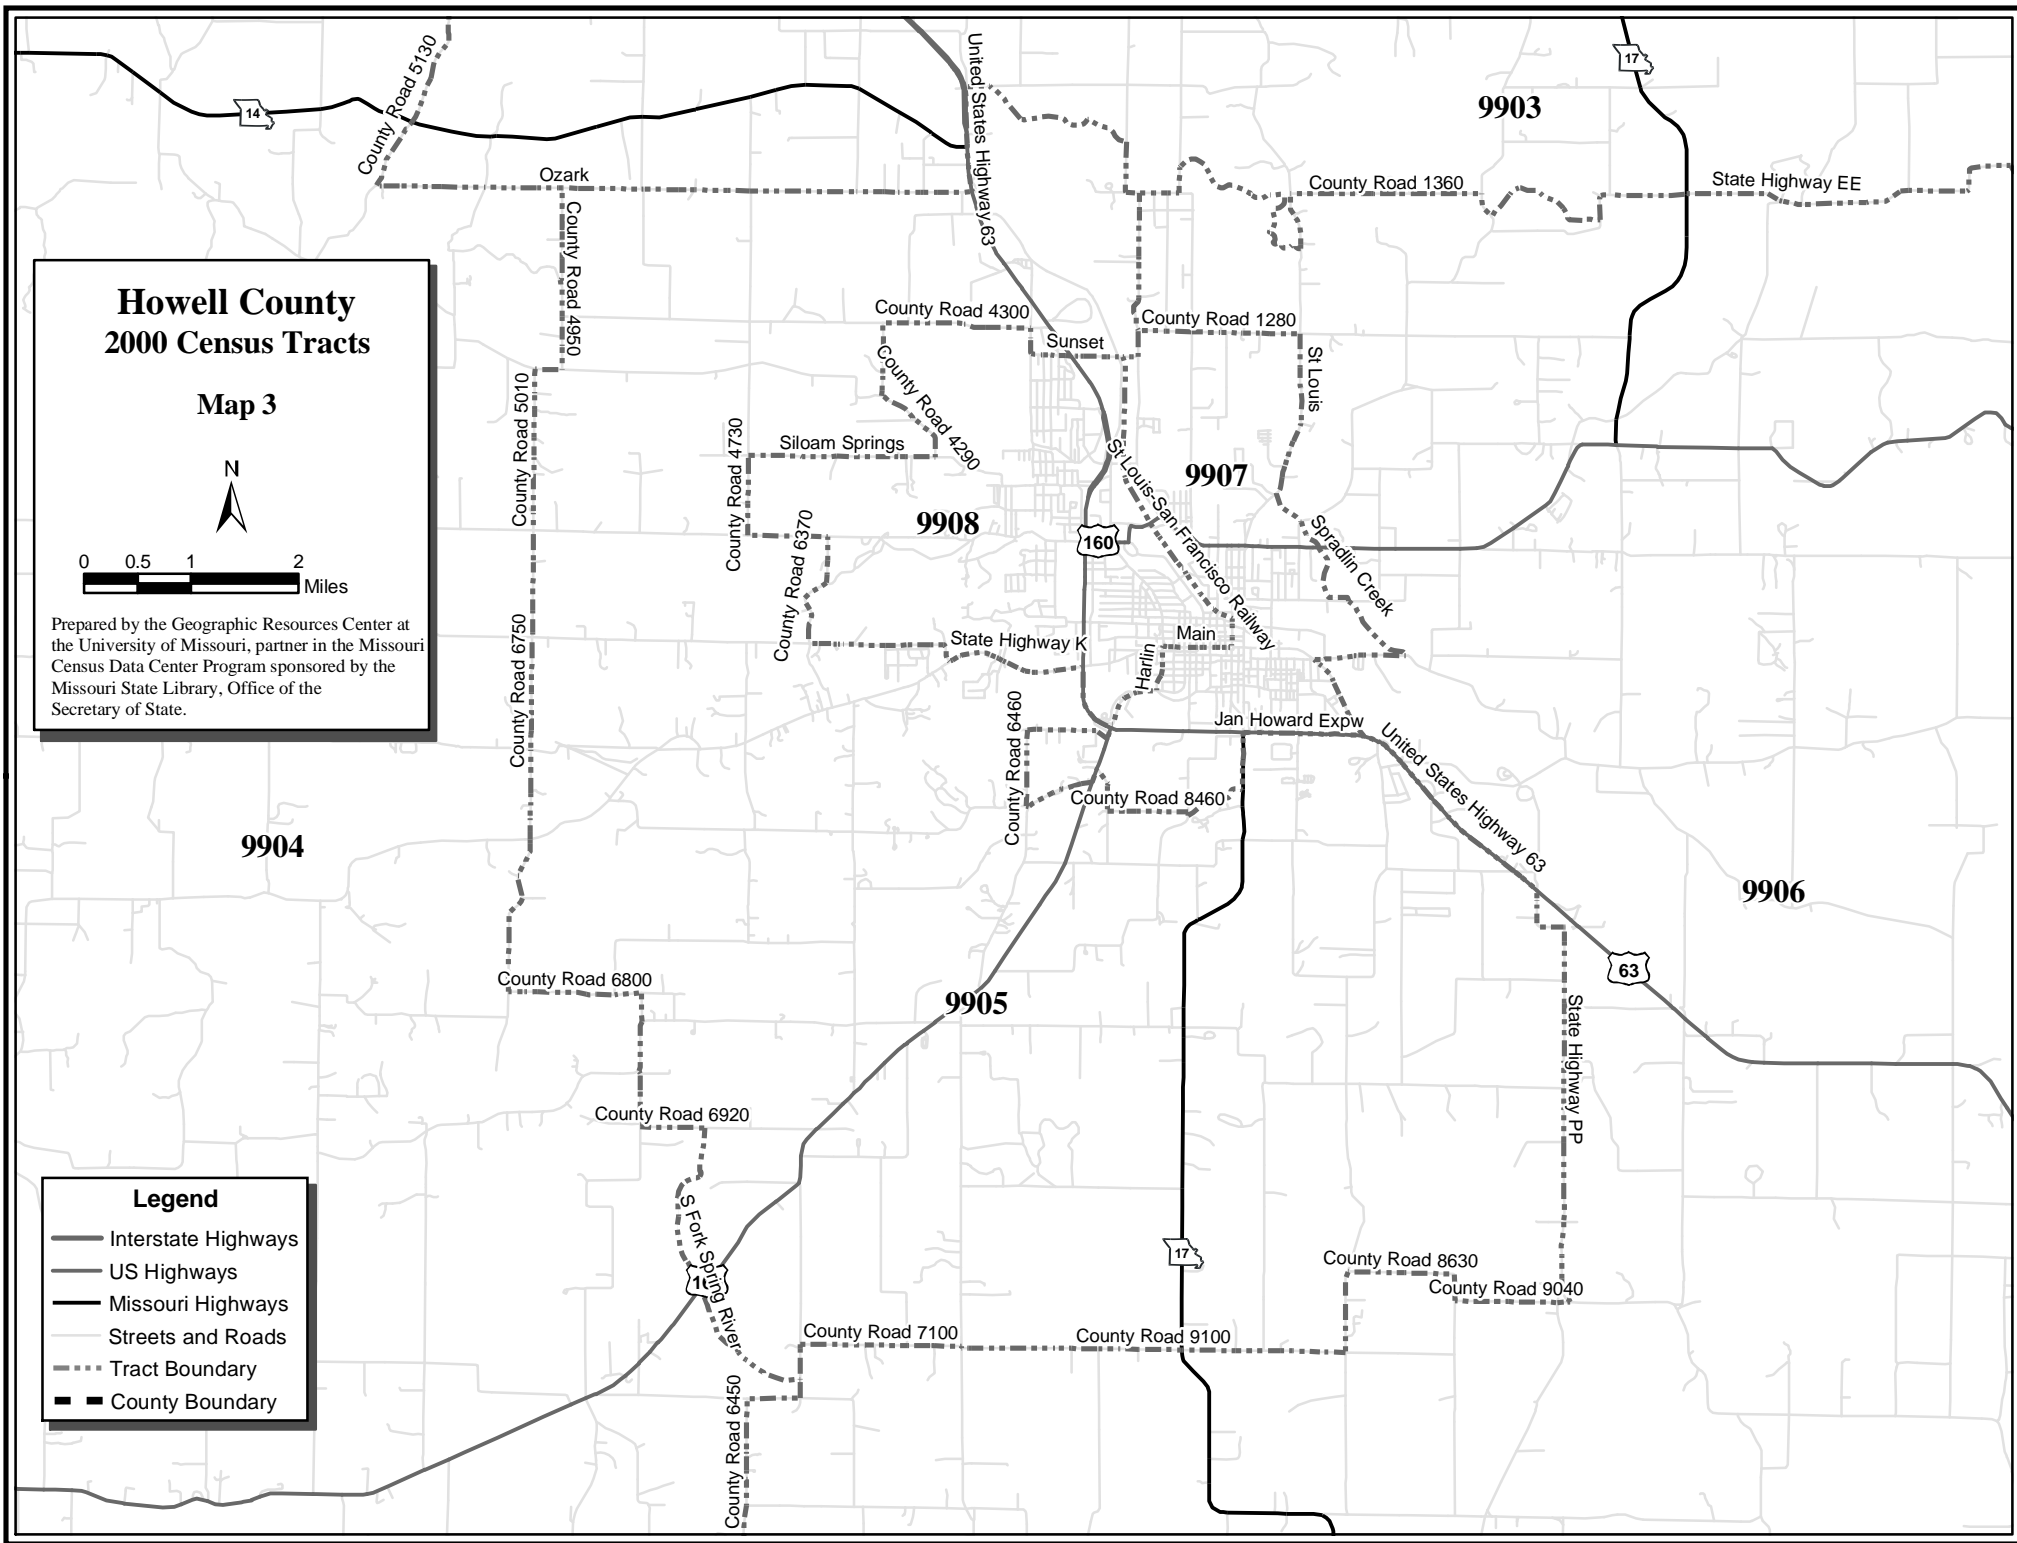 County Road 5130
United States Highway 63
17
9903
14
Ozark
County Road 1360
State Highway EE
County Road 4950
Howell County
2000 Census Tracts
Map 3
N
0 0.5 1 2
Miles
Prepared by the Geographic Resources Center at
the University of Missouri, partner in the Missouri
Census Data Center Program sponsored by the
Missouri State Library, Office of the
Secretary of State.
County Road 4300
Sunset
County Road 1280
St Louis
County Road 4290
County Road 5010
County Road 4730
Siloam Springs
St Louis-San Francisco Railway
9907
9908
160
Spradlin Creek
County Road 6370
County Road 6750
State Highway K
Main
Harlin
County Road 6460
Jan Howard Expw
United States Highway 63
County Road 8460
9904
9906
63
County Road 6800
9905
State Highway PP
County Road 6920
S Fork Spring River
17
County Road 8630
County Road 9040
County Road 7100
County Road 9100
County Road 6450
Legend
Interstate Highways
US Highways
Missouri Highways
Streets and Roads
Tract Boundary
County Boundary